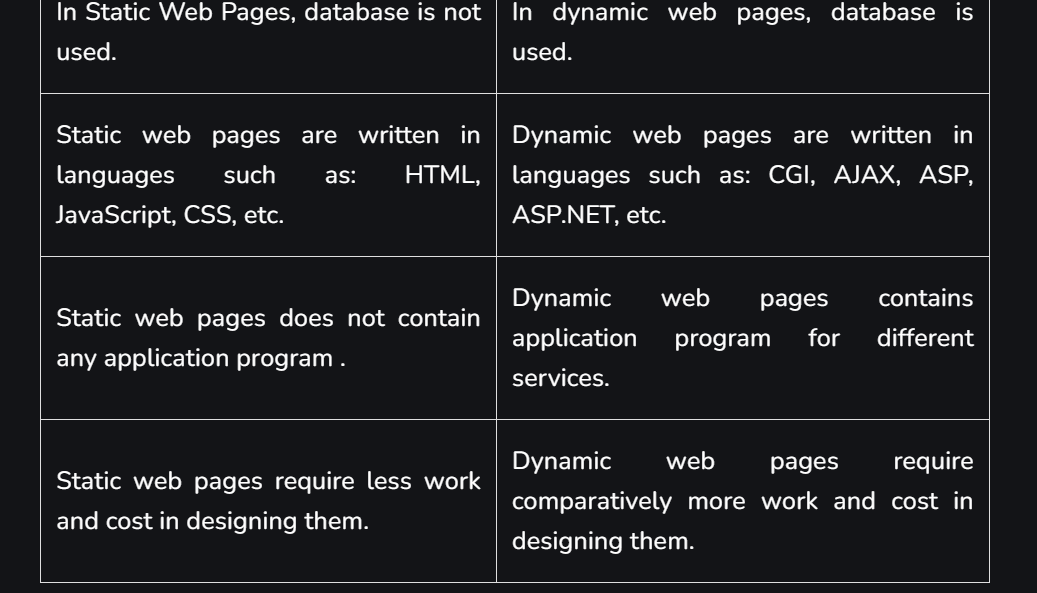 In Static Web Pages, database is not
used.
In dynamic web pages, database is
used.
Static web pages are written in
languages such as: HTML,
JavaScript, CSS, etc.
Dynamic web pages are written in
languages such as: CGI, AJAX, ASP,
ASP.NET, etc.
Static web pages does not contain
any application program .
Dynamic web pages contains
application program for different
services.
Static web pages require less work
and cost in designing them.
Dynamic web pages require
comparatively more work and cost in
designing them.